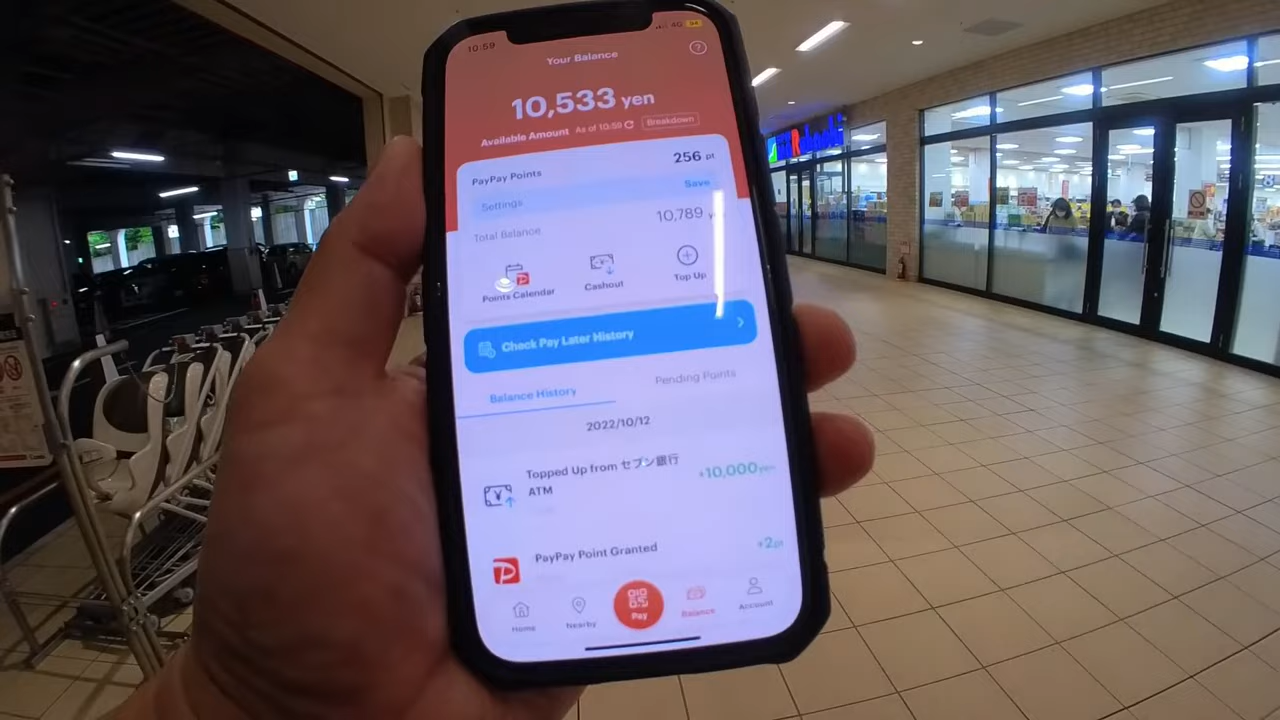 10:59
4G
Your Balance
?
10,533 yen
Available Amount As of 10:59 Breakdown
PayPay Points 256 pt
Settings Save
Total Balance 10,789
Points Calendar Cashout Top Up
Check Pay Later History
Balance History Pending Points
2022/10/12
Topped Up from セブン銀行
ATM
+10,000 yen
PayPay Point Granted +2pt
Home Nearby Pay Balance Account